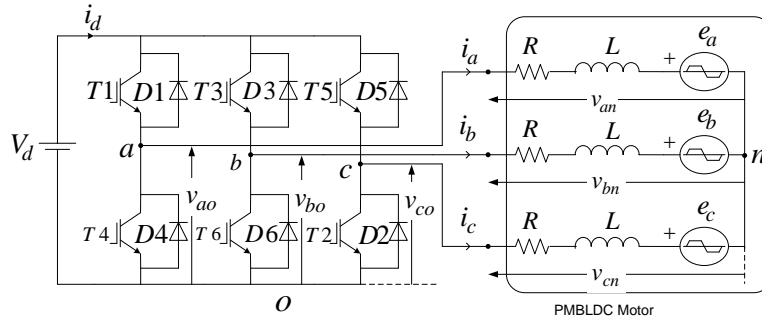 i_d
V_d
T1 D1 T3 D3 T5 D5
a
b
c
v_ao
v_bo
v_co
T4 D4 T6 D6 T2 D2
o
i_a R L + e_a
v_an
i_b R L + e_b
n
v_bn
i_c R L + e_c
v_cn
PMBLDC Motor